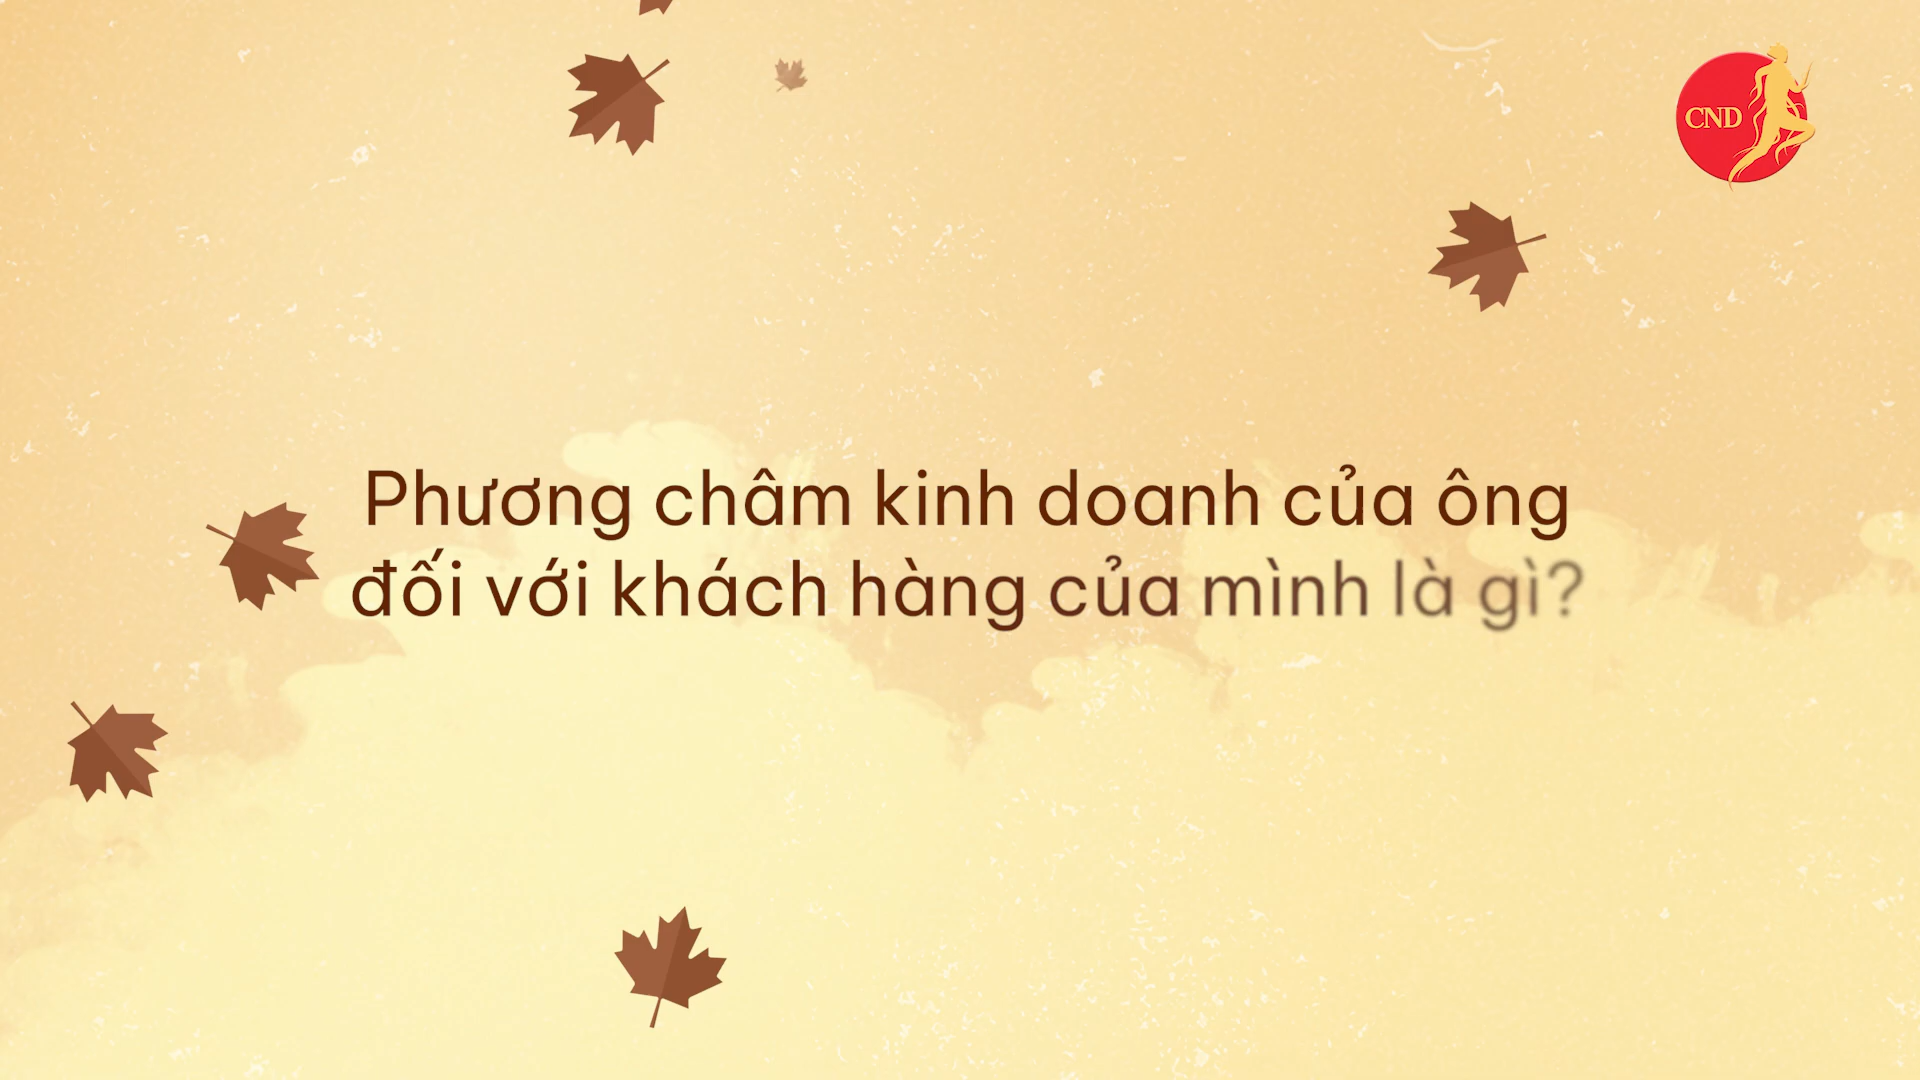 CND
Phương châm kinh doanh của ông
đối với khách hàng của mình là gì?